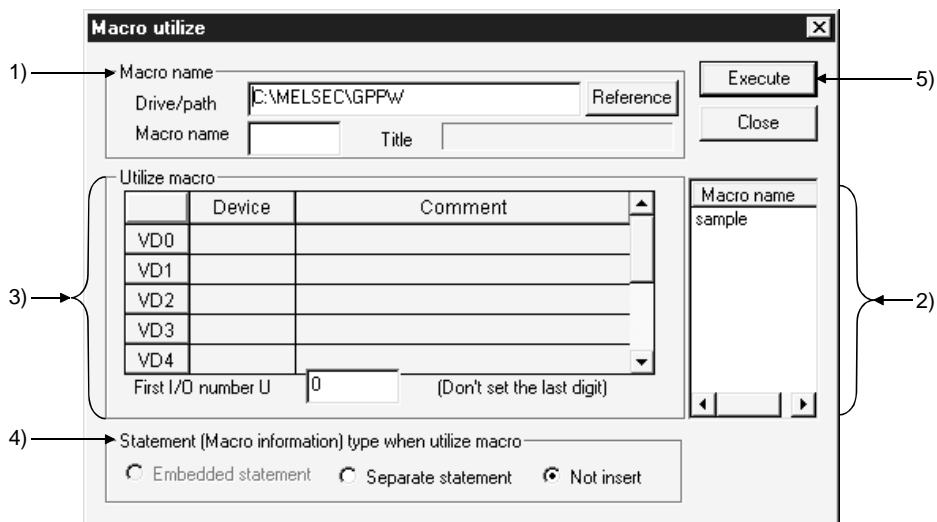 Macro utilize
1)
Macro name
Drive/path
C:\MELSEC\GPPW
Reference
Macro name
Title
Execute
5)
Close
Utilize macro
Device
Comment
VD0
VD1
VD2
VD3
VD4
3)
First I/O number U
0
(Don't set the last digit)
Macro name
sample
2)
4)
Statement (Macro information) type when utilize macro
Embedded statement
Separate statement
Not insert